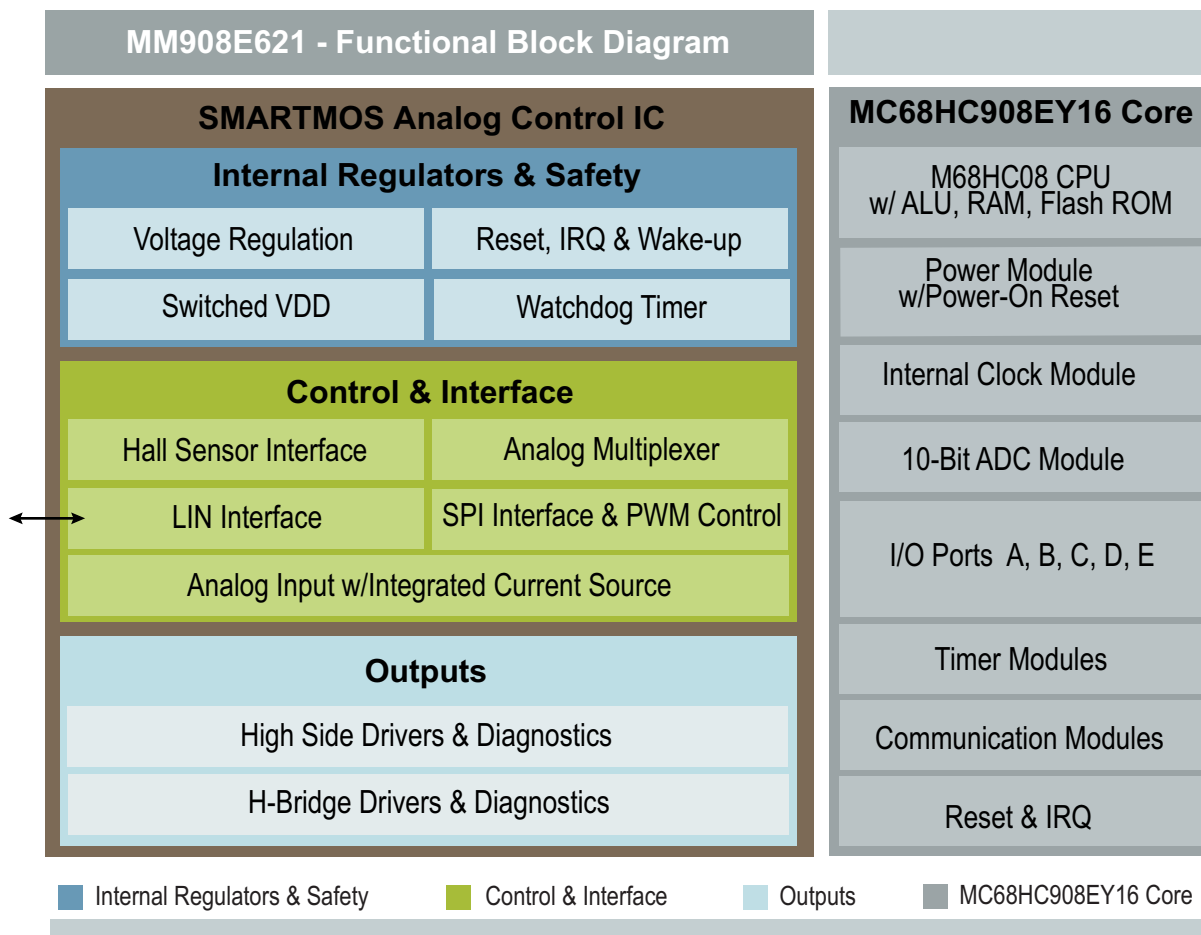 MM908E621 - Functional Block Diagram
SMARTMOS Analog Control IC
Internal Regulators & Safety
Voltage Regulation
Reset, IRQ & Wake-up
Switched VDD
Watchdog Timer
Control & Interface
Hall Sensor Interface
Analog Multiplexer
LIN Interface
SPI Interface & PWM Control
Analog Input w/Integrated Current Source
Outputs
High Side Drivers & Diagnostics
H-Bridge Drivers & Diagnostics
MC68HC908EY16 Core
M68HC08 CPU
w/ ALU, RAM, Flash ROM
Power Module
w/Power-On Reset
Internal Clock Module
10-Bit ADC Module
I/O Ports A, B, C, D, E
Timer Modules
Communication Modules
Reset & IRQ
Internal Regulators & Safety
Control & Interface
Outputs
MC68HC908EY16 Core